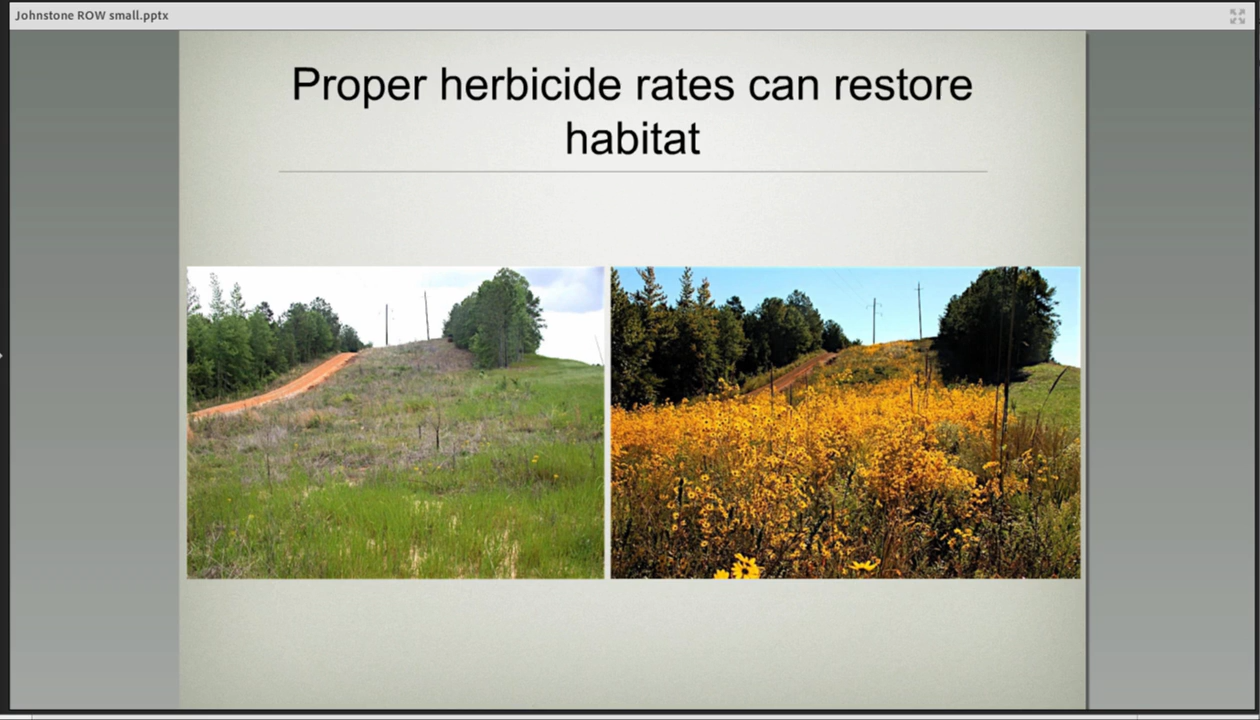 Johnstone ROW small.pptx
Proper herbicide rates can restore
habitat